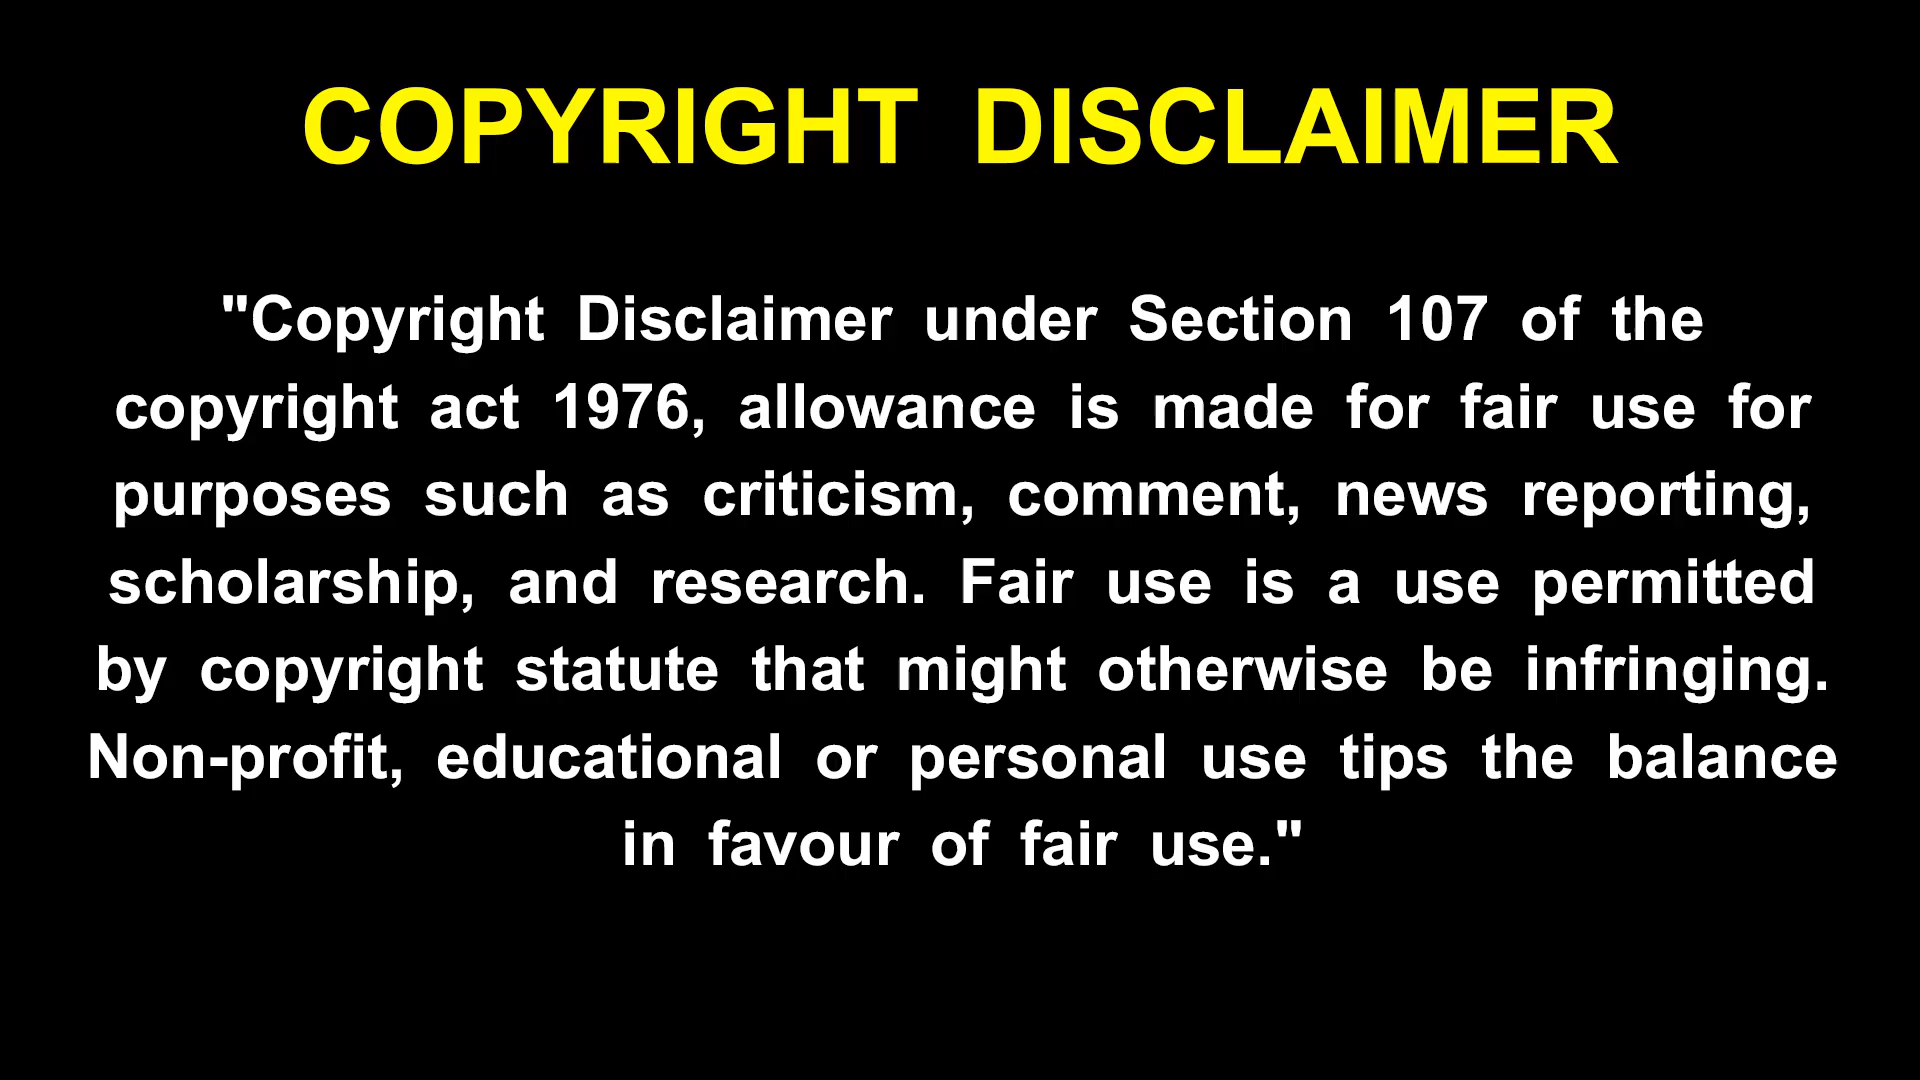 COPYRIGHT DISCLAIMER
"Copyright Disclaimer under Section 107 of the
copyright act 1976, allowance is made for fair use for
purposes such as criticism, comment, news reporting,
scholarship, and research. Fair use is a use permitted
by copyright statute that might otherwise be infringing.
Non-profit, educational or personal use tips the balance
in favour of fair use."